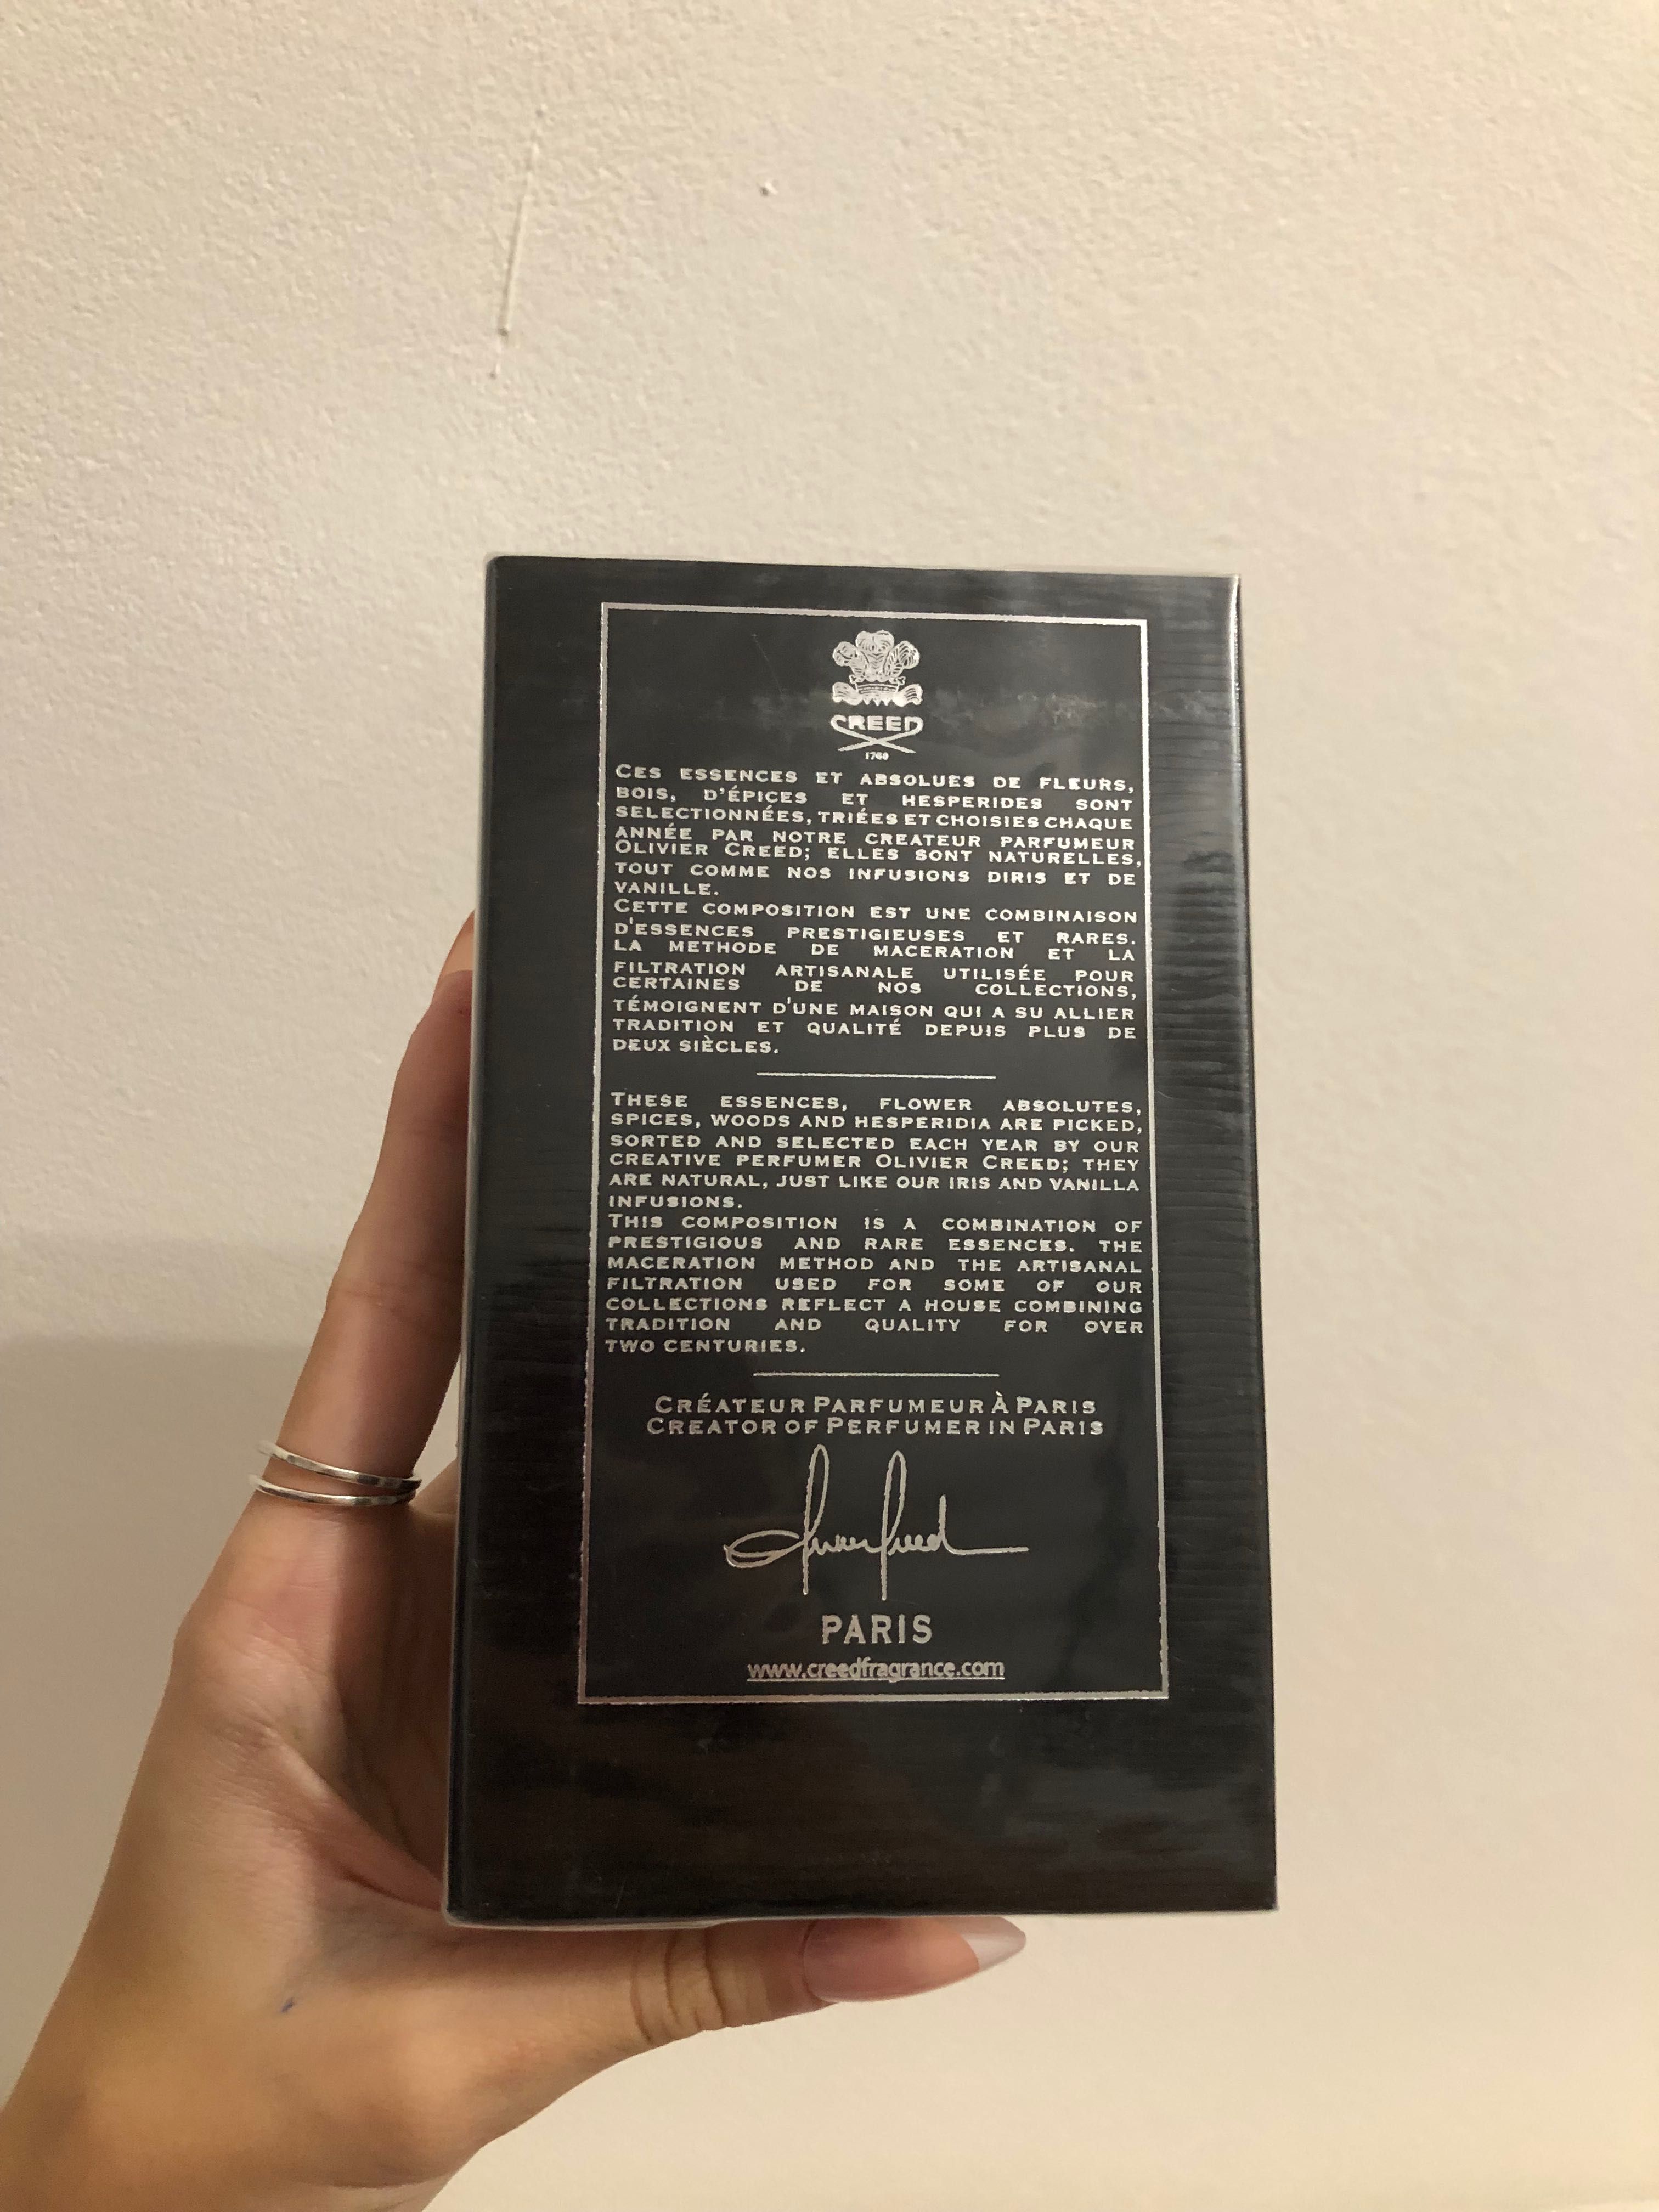 CREED
1760
CES ESSENCES ET ABSOLUES DE FLEURS,
BOIS, D'ÉPICES ET HESPERIDES SONT
SELECTIONNÉES, TRIÉES ET CHOISIES CHAQUE
ANNÉE PAR NOTRE CREATEUR PARFUMEUR
OLIVIER CREED; ELLES SONT NATURELLES,
TOUT COMME NOS INFUSIONS DIRIS ET DE
VANILLE.
CETTE COMPOSITION EST UNE COMBINAISON
D'ESSENCES PRESTIGIEUSES ET RARES.
LA METHODE DE MACERATION ET LA
FILTRATION ARTISANALE UTILISÉE POUR
CERTAINES DE NOS COLLECTIONS,
TÉMOIGNENT D'UNE MAISON QUI A SU ALLIER
TRADITION ET QUALITÉ DEPUIS PLUS DE
DEUX SIÈCLES.
THESE ESSENCES, FLOWER ABSOLUTES,
SPICES, WOODS AND HESPERIDIA ARE PICKED,
SORTED AND SELECTED EACH YEAR BY OUR
CREATIVE PERFUMER OLIVIER CREED; THEY
ARE NATURAL, JUST LIKE OUR IRIS AND VANILLA
INFUSIONS.
THIS COMPOSITION IS A COMBINATION OF
PRESTIGIOUS AND RARE ESSENCES. THE
MACERATION METHOD AND THE ARTISANAL
FILTRATION USED FOR SOME OF OUR
COLLECTIONS REFLECT A HOUSE COMBINING
TRADITION AND QUALITY FOR OVER
TWO CENTURIES.
CRÉATEUR PARFUMEUR À PARIS
CREATOR OF PERFUMER IN PARIS
PARIS
www.creedfragrance.com